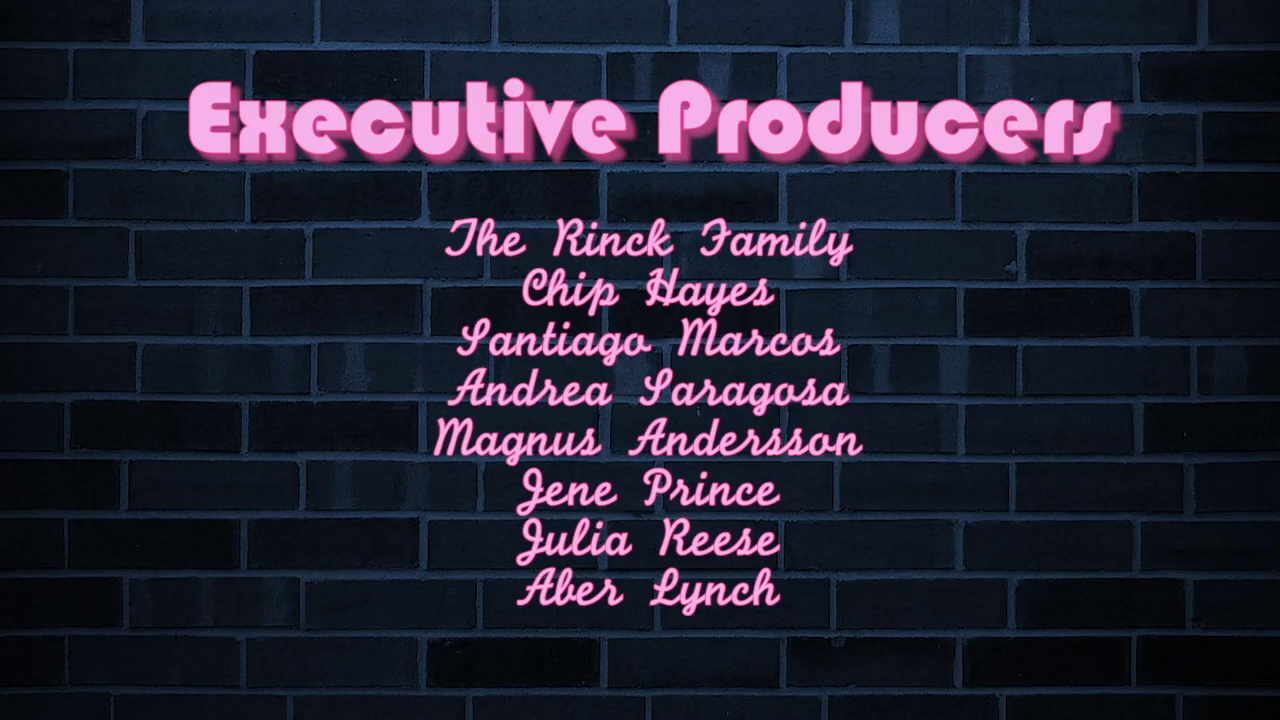 Executive Producers
The Rinck Family
Chip Hayes
Santiago Marcos
Andrea Saragosa
Magnus Andersson
Jene Prince
Julia Reese
Aber Lynch